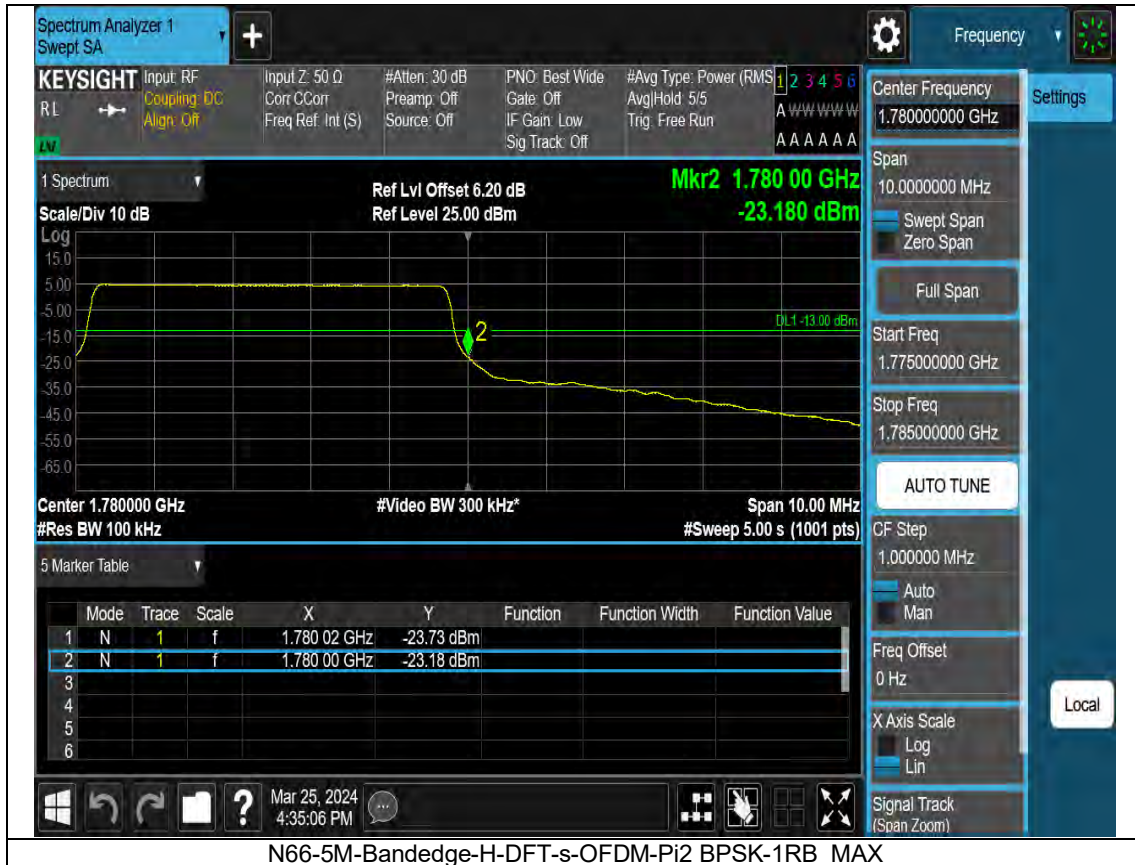 Spectrum Analyzer 1
Swept SA
+
Frequency
KEYSIGHT
Input: RF
Input Z: 50 Ω
#Atten: 30 dB
PNO: Best Wide
#Avg Type: Power (RMS
1 2 3 4 5 6
RL
Coupling: DC
Corr CCorr
Preamp: Off
Gate: Off
Avg|Hold: 5/5
A W W W W W
Align: Off
Freq Ref: Int (S)
Source: Off
IF Gain: Low
Trig: Free Run
Sig Track: Off
A A A A A A
1 Spectrum
Ref Lvl Offset 6.20 dB
Mkr2 1.780 00 GHz
Scale/Div 10 dB
Ref Level 25.00 dBm
-23.180 dBm
Log
15.0
5.00
-5.00
-15.0
-25.0
-35.0
-45.0
-55.0
-65.0
2
DL1 -13.00 dBm
Center 1.780000 GHz
#Video BW 300 kHz*
Span 10.00 MHz
#Res BW 100 kHz
#Sweep 5.00 s (1001 pts)
5 Marker Table
Mode Trace Scale X Y Function Function Width Function Value
1 N 1 f 1.780 02 GHz -23.73 dBm
2 N 1 f 1.780 00 GHz -23.18 dBm
3
4
5
6
Center Frequency
1.780000000 GHz
Settings
Span
10.0000000 MHz
Swept Span
Zero Span
Full Span
Start Freq
1.775000000 GHz
Stop Freq
1.785000000 GHz
AUTO TUNE
CF Step
1.000000 MHz
Auto
Man
Freq Offset
0 Hz
X Axis Scale
Log
Lin
Local
Signal Track
(Span Zoom)
?
Mar 25, 2024
4:35:06 PM
N66-5M-Bandedge-H-DFT-s-OFDM-Pi2 BPSK-1RB_MAX